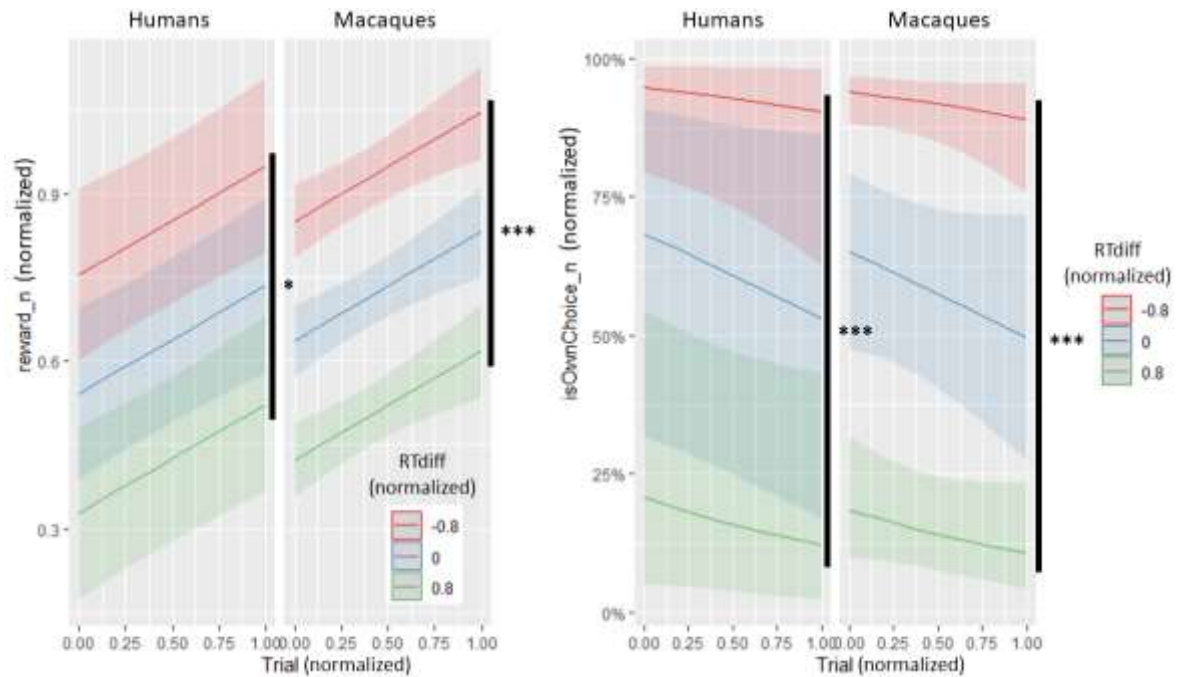 Humans
Macaques
reward_n (normalized)
0.9
0.6
0.3
*
***
RTdiff
(normalized)
-0.8
0
0.8
0.00 0.25 0.50 0.75 1.00 0.00 0.25 0.50 0.75 1.00
Trial (normalized)
Humans
Macaques
isOwnChoice_n (normalized)
100%
75%
50%
25%
0%
***
***
RTdiff
(normalized)
-0.8
0
0.8
0.00 0.25 0.50 0.75 1.00 0.00 0.25 0.50 0.75 1.00
Trial (normalized)